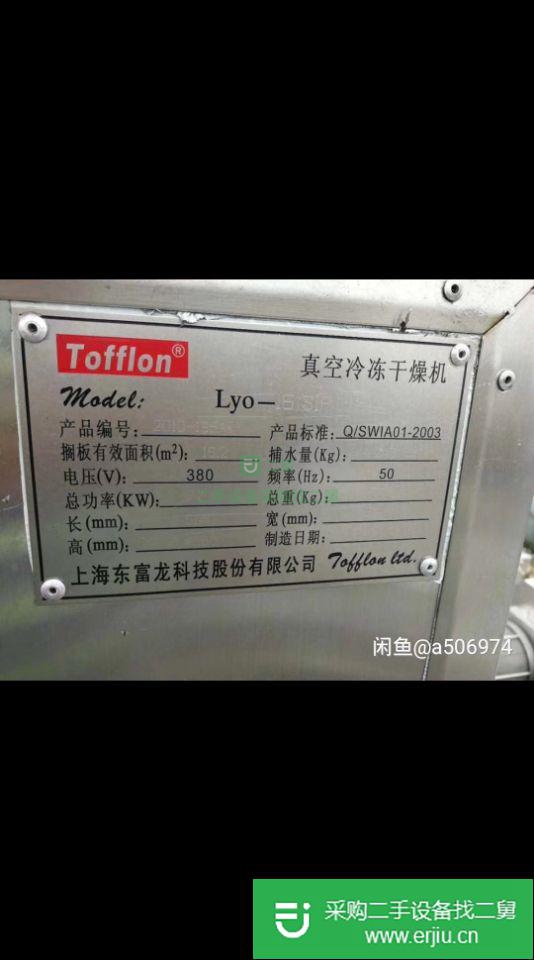 Tofflon®
真空冷冻干燥机
Model: Lyo—
产品编号:
产品标准: Q/SWIA01-2003
搁板有效面积(m²):
捕水量(Kg):
电压(V): 380
频率(Hz): 50
总功率(KW):
总重(Kg):
长(mm):
宽(mm):
高(mm):
制造日期:
上海东富龙科技股份有限公司 Tofflon ltd.
闲鱼@a506974
采购二手设备找二舅
www.erjiu.cn